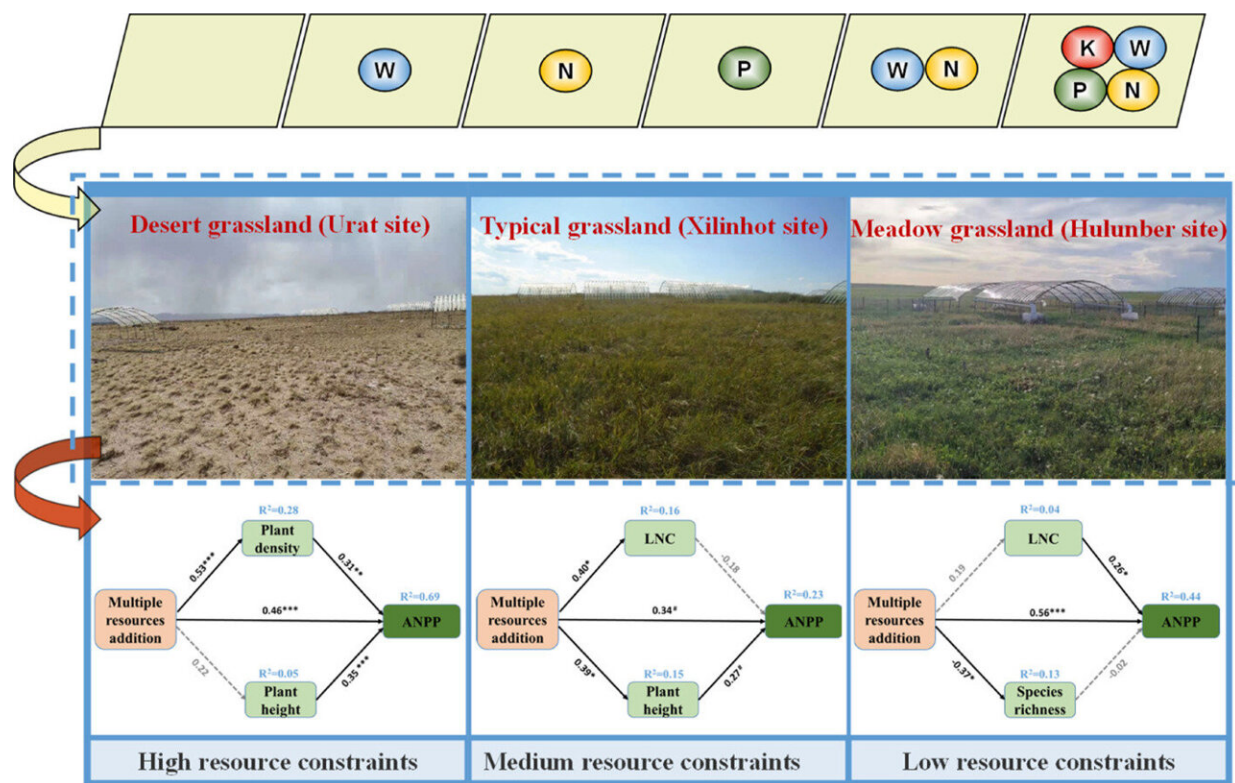 W
N
P
W N
K W
P N
Desert grassland (Urat site)
Typical grassland (Xilinhot site)
Meadow grassland (Hulunber site)
R²=0.28
Plant
density
0.53***
0.31**
R²=0.69
Multiple
resources
addition
0.46***
ANPP
0.22
R²=0.05
0.35 ***
Plant
height
R²=0.16
LNC
0.40*
-0.18
R²=0.23
Multiple
resources
addition
0.34#
ANPP
0.39*
R²=0.15
0.27#
Plant
height
R²=0.04
LNC
0.19
0.26*
R²=0.44
Multiple
resources
addition
0.56***
ANPP
-0.37*
R²=0.13
-0.02
Species
richness
High resource constraints
Medium resource constraints
Low resource constraints